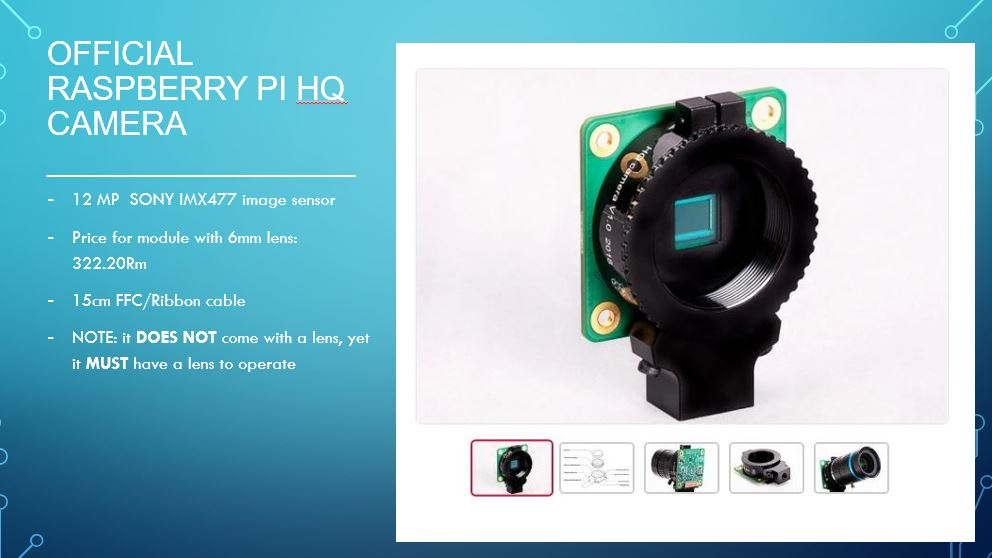 OFFICIAL
RASPBERRY PI HQ
CAMERA
- 12 MP  SONY IMX477 image sensor
- Price for module with 6mm lens:
322.20Rm
- 15cm FFC/Ribbon cable
- NOTE: it DOES NOT come with a lens, yet
it MUST have a lens to operate
HQ camera V1.0 2018